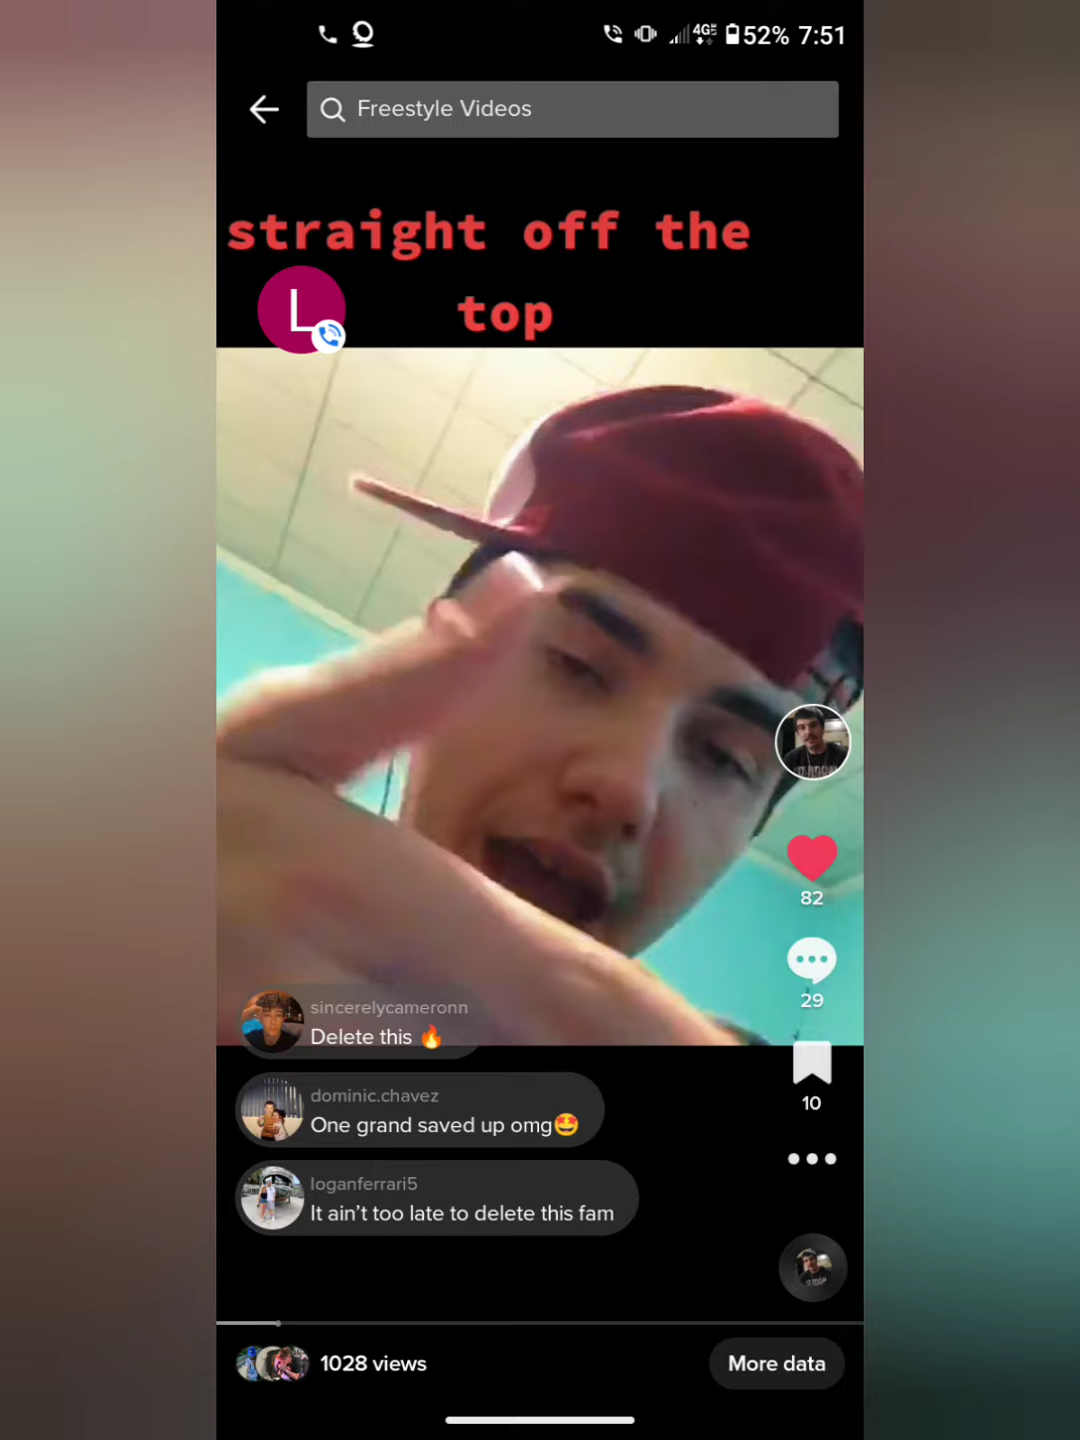 4G 52% 7:51
Freestyle Videos
straight off the
top
L
82
29
10
sincerelycameronn
Delete this 🔥
dominic.chavez
One grand saved up omg🤩
loganferrari5
It ain’t too late to delete this fam
1028 views
More data